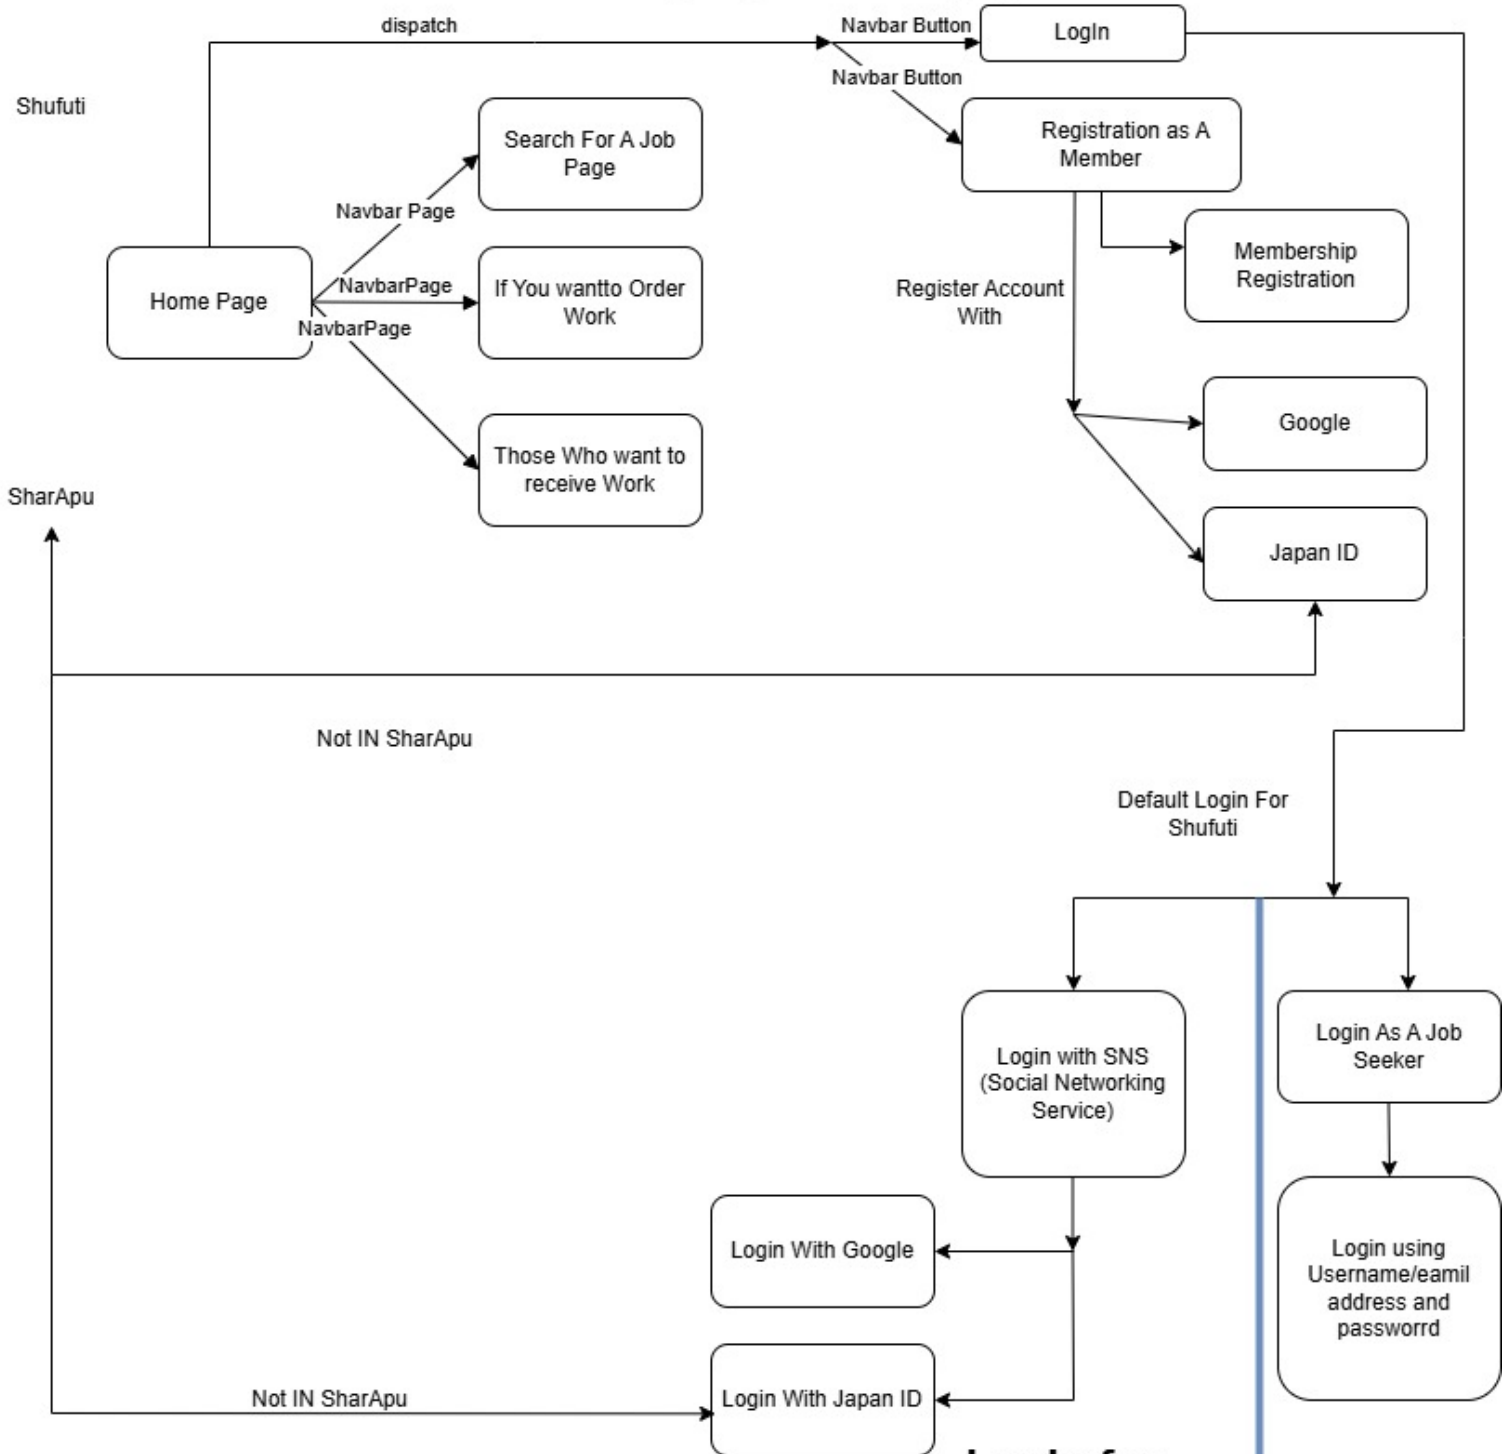 dispatch
Navbar Button
LogIn
Navbar Button
Shufuti
Search For A Job
Page
Registration as A
Member
Navbar Page
Membership
Registration
Home Page
NavbarPage
If You wantto Order
Work
Register Account
With
NavbarPage
Google
Those Who want to
receive Work
SharApu
Japan ID
Not IN SharApu
Default Login For
Shufuti
Login with SNS
(Social Networking
Service)
Login As A Job
Seeker
Login With Google
Login using
Username/eamil
address and
passworrd
Not IN SharApu
Login With Japan ID